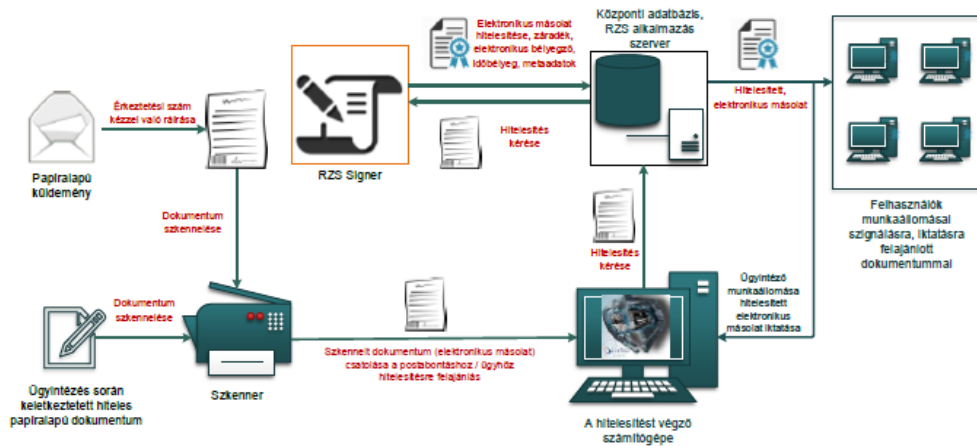 Elektronikus másolat
hitelesítése, záradék,
elektronikus bélyegző,
időbélyeg, metaadatok
Központi adatbázis,
RZS alkalmazás
szerver
Érkeztetési szám
kézzel való ráírása
Hitelesített,
elektronikus másolat
Hitelesítés
kérése
Papíralapú
küldemény
RZS Signer
Felhasználók
munkaállomásai
szignálásra, iktatásra
felajánlott
dokumentummal
Dokumentum
szkennelése
Hitelesítés
kérése
Ügyintéző
munkaállomása
hitelesített
elektronikus
másolat iktatása
Dokumentum
szkennelése
Szkennelt dokumentum (elektronikus másolat)
csatolása a postabontáshoz / ügyhöz
hitelesítésre felajánlás
Ügyintézés során
keletkeztetett hiteles
papíralapú dokumentum
Szkenner
A hitelesítést végző
számítógépe